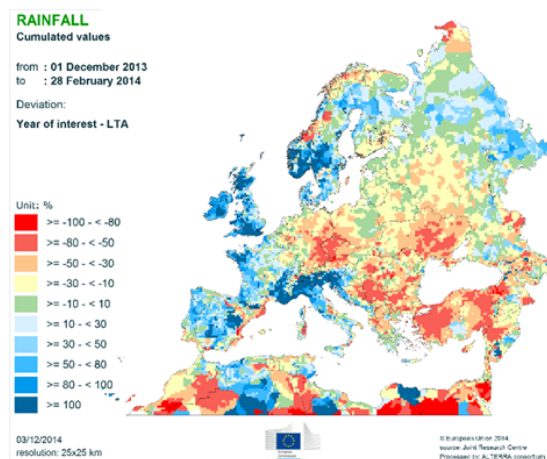 RAINFALL
Cumulated values
from : 01 December 2013
to : 28 February 2014
Deviation:
Year of interest - LTA
Unit: %
>= -100 - < -80
>= -80 - < -50
>= -50 - < -30
>= -30 - < -10
>= -10 - < 10
>= 10 - < 30
>= 30 - < 50
>= 50 - < 80
>= 80 - < 100
>= 100
03/12/2014
resolution: 25x25 km
© European Union 2014
source: Joint Research Centre
Processed by: ALTERRA consortium